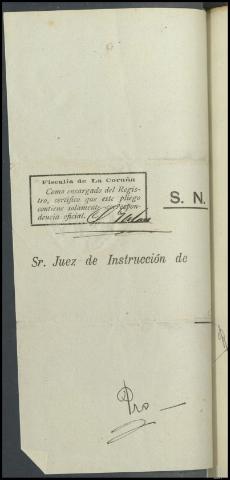 Fiscalía de La Coruña
Como encargado del Regis-
tro, certifico que este pliego
contiene solamente correspon-
dencia oficial.
S. N.
Sr. Juez de Instrucción de
Pro